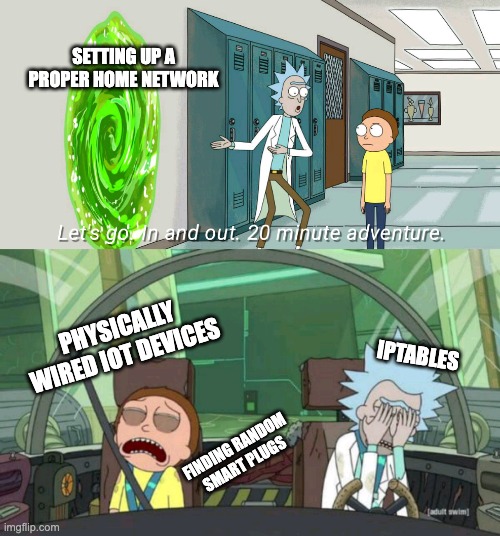 SETTING UP A
PROPER HOME NETWORK
Let's go. In and out. 20 minute adventure.
PHYSICALLY
WIRED IOT DEVICES
IPTABLES
FINDING RANDOM
SMART PLUGS
[adult swim]
imgflip.com